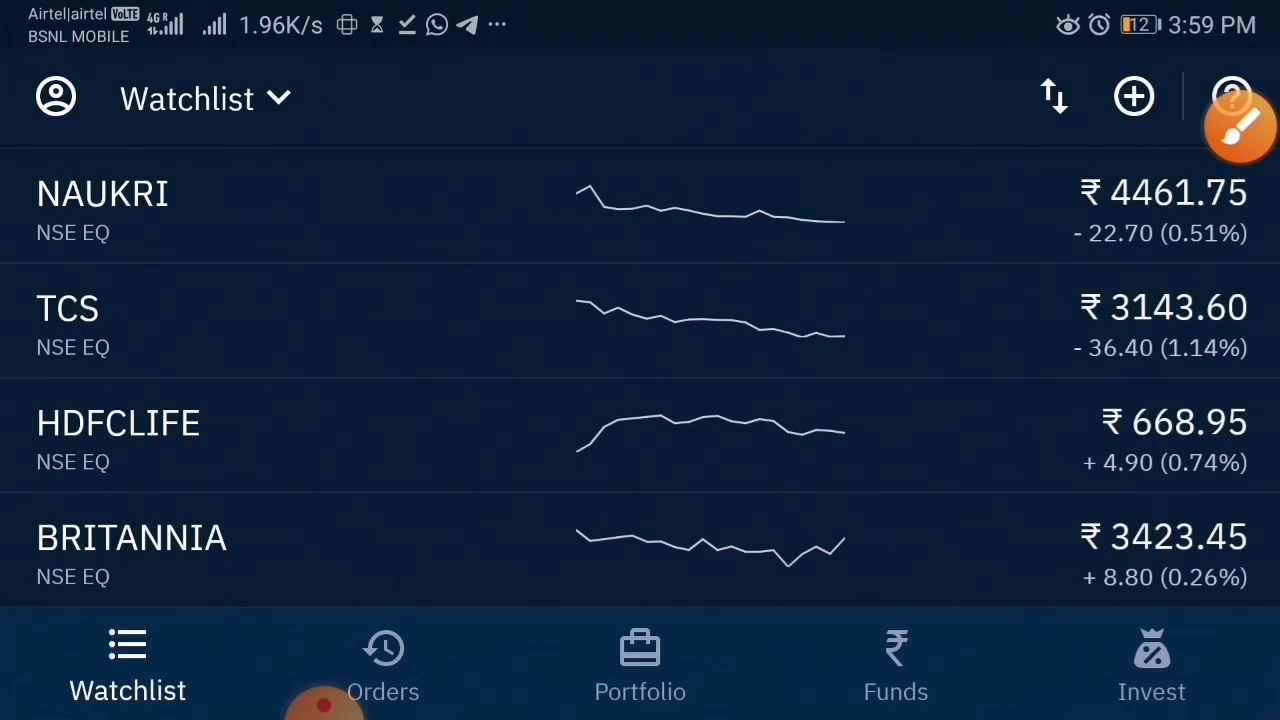 Airtel|airtel VoLTE 4G R 1.96K/s ... 12 3:59 PM
BSNL MOBILE
Watchlist
NAUKRI ₹ 4461.75
NSE EQ - 22.70 (0.51%)
TCS ₹ 3143.60
NSE EQ - 36.40 (1.14%)
HDFCLIFE ₹ 668.95
NSE EQ + 4.90 (0.74%)
BRITANNIA ₹ 3423.45
NSE EQ + 8.80 (0.26%)
Watchlist Orders Portfolio Funds Invest